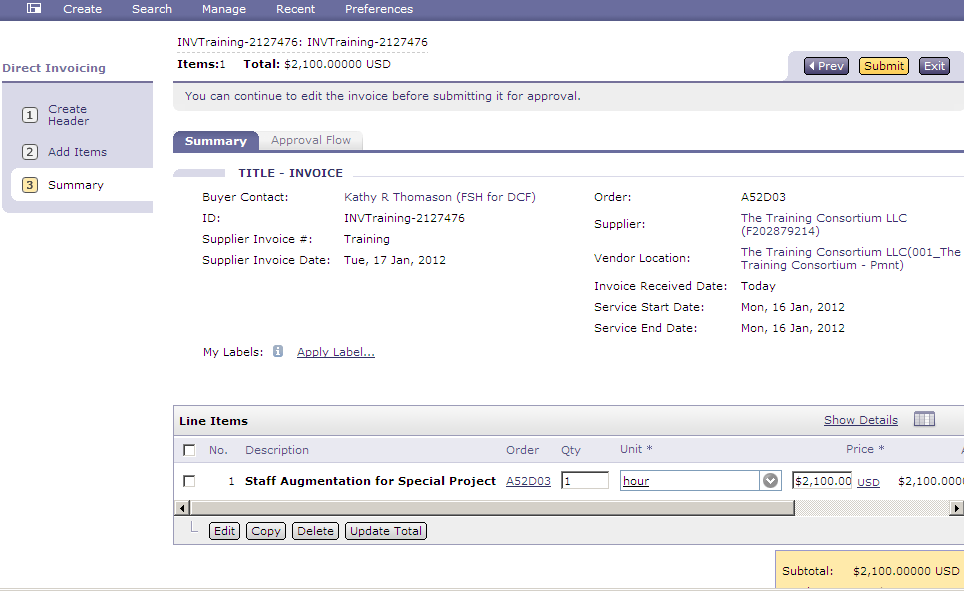 Create Search Manage Recent Preferences
INVTraining-2127476: INVTraining-2127476
Items:1 Total: $2,100.00000 USD
Prev Submit Exit
Direct Invoicing
1 Create Header
2 Add Items
3 Summary
You can continue to edit the invoice before submitting it for approval.
Summary Approval Flow
TITLE - INVOICE
Buyer Contact: Kathy R Thomason (FSH for DCF)
ID: INVTraining-2127476
Supplier Invoice #: Training
Supplier Invoice Date: Tue, 17 Jan, 2012
Order: A52D03
Supplier: The Training Consortium LLC
(F202879214)
Vendor Location: The Training Consortium LLC(001_The
Training Consortium - Pmnt)
Invoice Received Date: Today
Service Start Date: Mon, 16 Jan, 2012
Service End Date: Mon, 16 Jan, 2012
My Labels: i Apply Label...
Line Items Show Details
No. Description Order Qty Unit * Price *
1 Staff Augmentation for Special Project A52D03 1 hour $2,100.00 USD $2,100.0000
Edit Copy Delete Update Total
Subtotal: $2,100.00000 USD